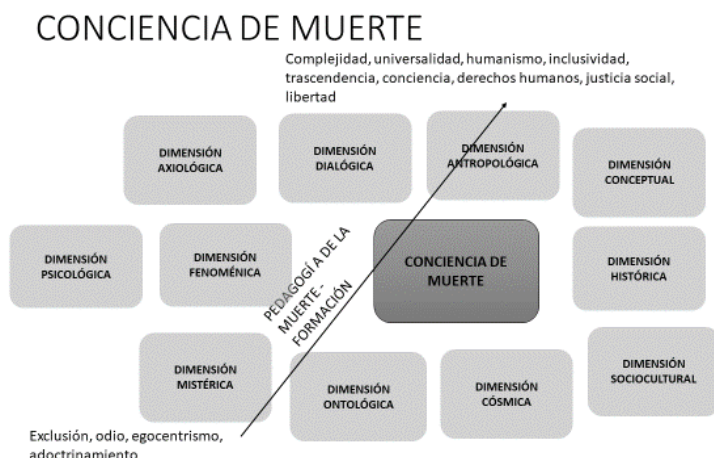 CONCIENCIA DE MUERTE
Complejidad, universalidad, humanismo, inclusividad,
trascendencia, conciencia, derechos humanos, justicia social,
libertad
DIMENSIÓN
AXIOLÓGICA
DIMENSIÓN
DIALÓGICA
DIMENSIÓN
ANTROPOLÓGICA
DIMENSIÓN
CONCEPTUAL
DIMENSIÓN
PSICOLÓGICA
DIMENSIÓN
FENOMÉNICA
PEDAGOGÍA DE LA
MUERTE -
FORMACIÓN
CONCIENCIA DE
MUERTE
DIMENSIÓN
HISTÓRICA
DIMENSIÓN
MISTÉRICA
DIMENSIÓN
ONTOLÓGICA
DIMENSIÓN
CÓSMICA
DIMENSIÓN
SOCIOCULTURAL
Exclusión, odio, egocentrismo,
adoctrinamiento